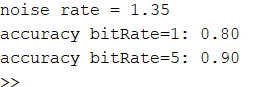 noise rate = 1.35
accuracy bitRate=1: 0.80
accuracy bitRate=5: 0.90
>>